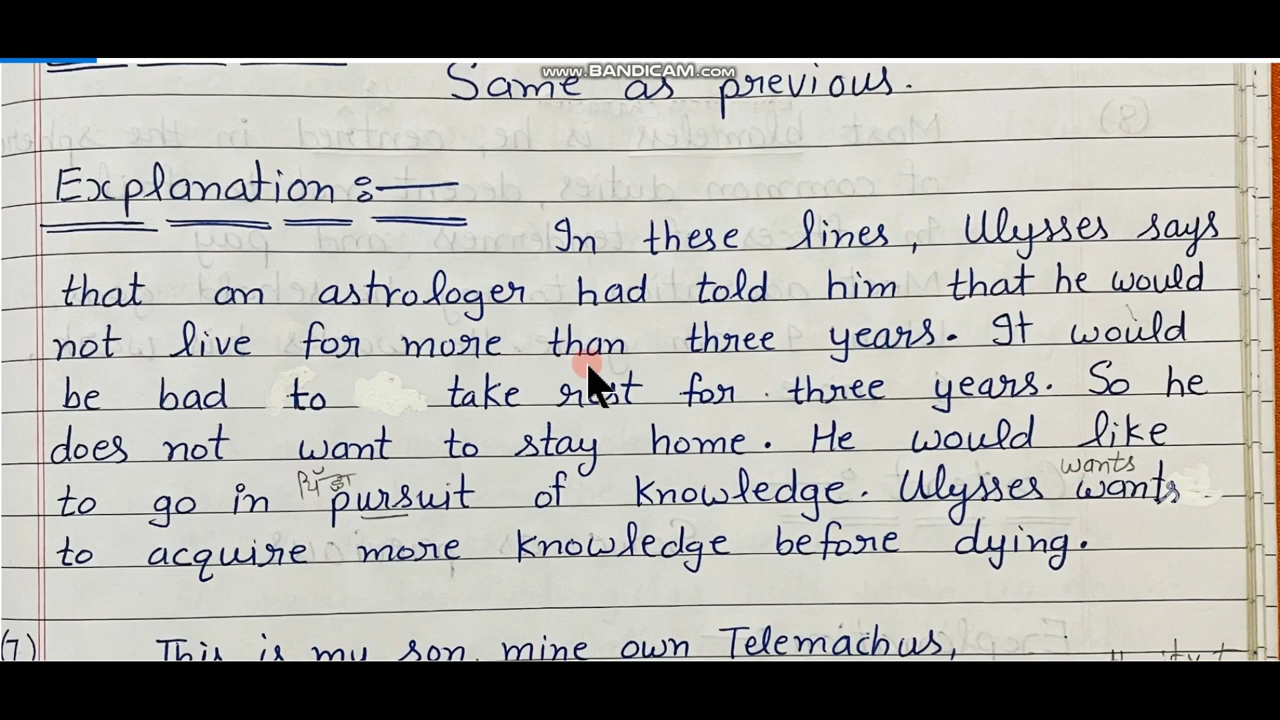 www.BANDICAM.com
Same as previous.
Explanation :-
In these lines, Ulysses says
that an astrologer had told him that he would
not live for more than three years. It would
be bad to take rest for three years. So he
does not want to stay home. He would like
wants
to go in pursuit of knowledge. Ulysses wants
to acquire more knowledge before dying.
(7) This is my son, mine own Telemachus,